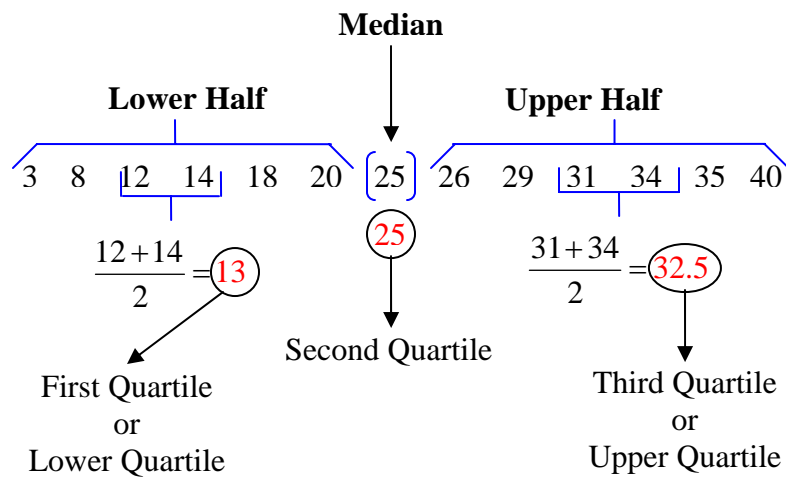 Median
Lower Half Upper Half
3 8 12 14 18 20 25 26 29 31 34 35 40
25
12+14
2
=13
31+34
2
=32.5
Second Quartile
First Quartile
or
Lower Quartile
Third Quartile
or
Upper Quartile